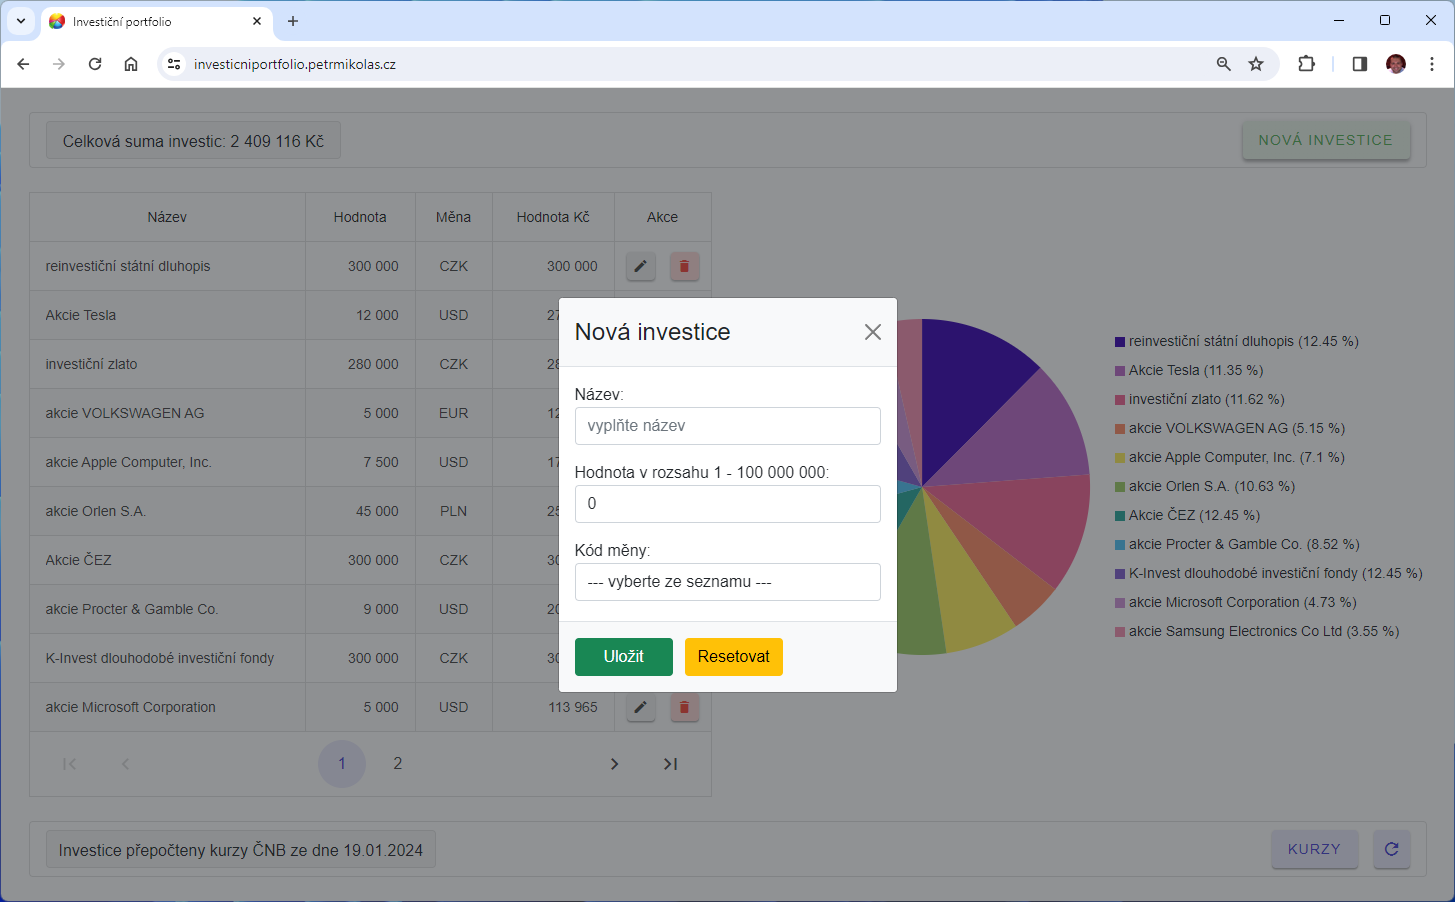 Investiční portfolio
investicniportfolio.petrmikolas.cz
Celková suma investic: 2 409 116 Kč
NOVÁ INVESTICE
Název Hodnota Měna Hodnota Kč Akce
reinvestiční státní dluhopis 300 000 CZK 300 000
Akcie Tesla 12 000 USD 27
investiční zlato 280 000 CZK 28
akcie VOLKSWAGEN AG 5 000 EUR 12
akcie Apple Computer, Inc. 7 500 USD 17
akcie Orlen S.A. 45 000 PLN 25
Akcie ČEZ 300 000 CZK 30
akcie Procter & Gamble Co. 9 000 USD 20
K-Invest dlouhodobé investiční fondy 300 000 CZK 30
akcie Microsoft Corporation 5 000 USD 113 965
1 2
Nová investice
Název:
vyplňte název
Hodnota v rozsahu 1 - 100 000 000:
0
Kód měny:
--- vyberte ze seznamu ---
Uložit Resetovat
reinvestiční státní dluhopis (12.45 %)
Akcie Tesla (11.35 %)
investiční zlato (11.62 %)
akcie VOLKSWAGEN AG (5.15 %)
akcie Apple Computer, Inc. (7.1 %)
akcie Orlen S.A. (10.63 %)
Akcie ČEZ (12.45 %)
akcie Procter & Gamble Co. (8.52 %)
K-Invest dlouhodobé investiční fondy (12.45 %)
akcie Microsoft Corporation (4.73 %)
akcie Samsung Electronics Co Ltd (3.55 %)
Investice přepočteny kurzy ČNB ze dne 19.01.2024
KURZY